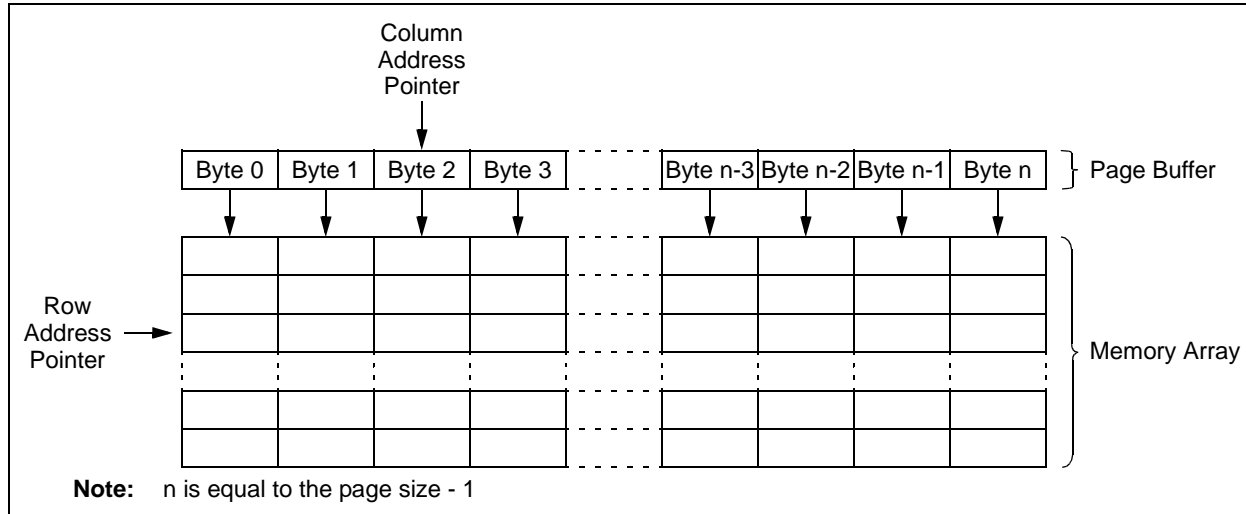 Column
Address
Pointer
Byte 0 Byte 1 Byte 2 Byte 3 Byte n-3 Byte n-2 Byte n-1 Byte n Page Buffer
Row
Address
Pointer
Memory Array
Note: n is equal to the page size - 1